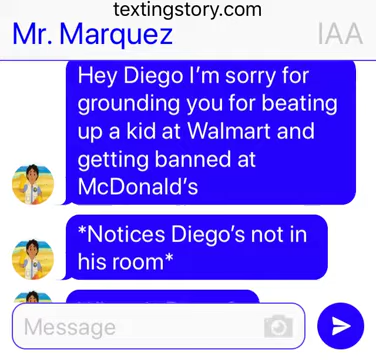 textingstory.com
Mr. Marquez
IAA
Hey Diego I'm sorry for
grounding you for beating
up a kid at Walmart and
getting banned at
McDonald's
*Notices Diego's not in
his room*
Message